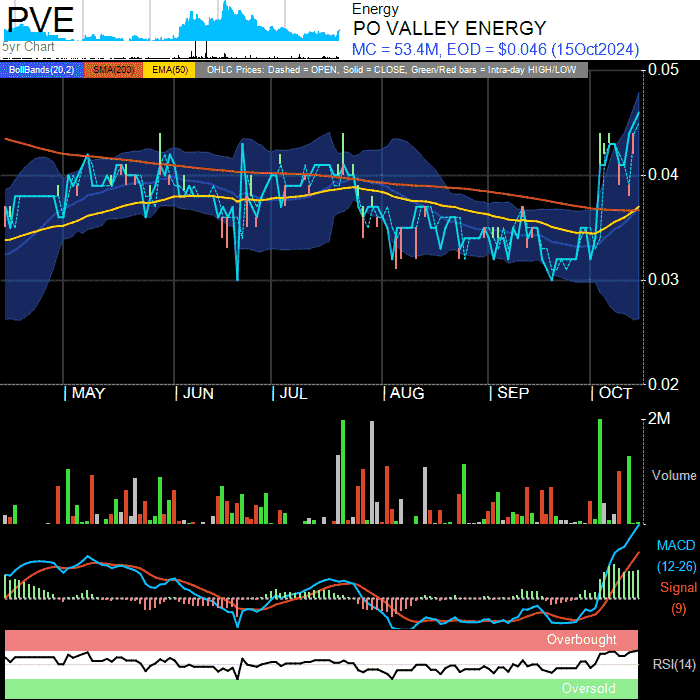 PVE
5yr Chart
Energy
PO VALLEY ENERGY
MC = 53.4M, EOD = $0.046 (15Oct2024)
BollBands(20,2) SMA(200) EMA(50) OHLC Prices: Dashed = OPEN, Solid = CLOSE, Green/Red bars = Intra-day HIGH/LOW
0.05
0.04
0.03
0.02
MAY JUN JUL AUG SEP OCT
2M
Volume
MACD
(12-26)
Signal
(9)
Overbought
RSI(14)
Oversold